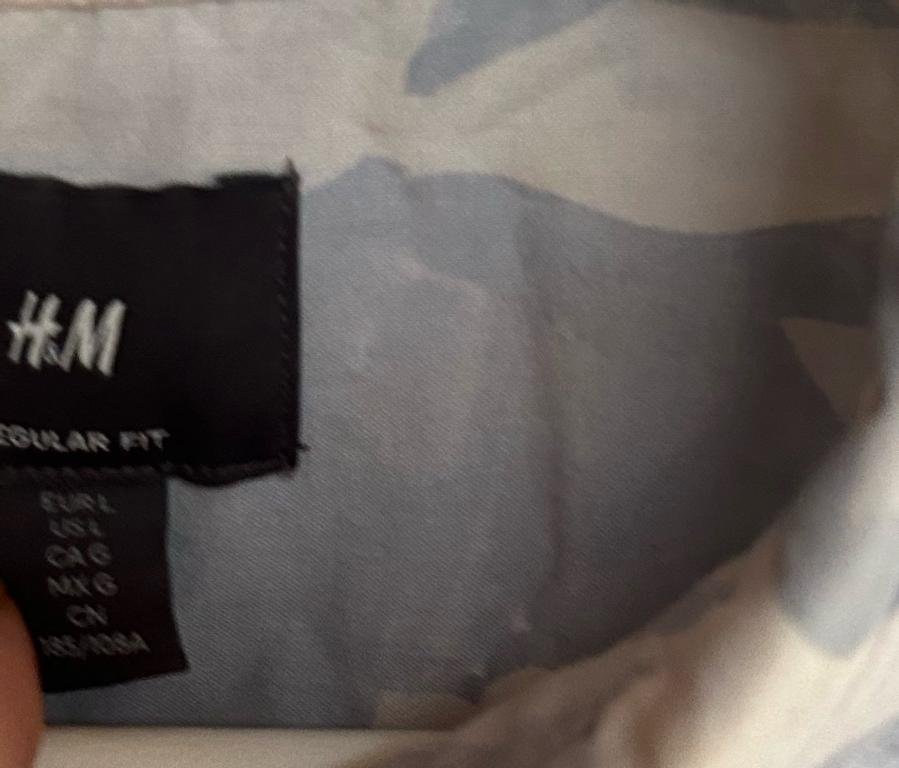 H&M
EGULAR FIT
EUR L
US L
CA G
MX G
CN
185/108A